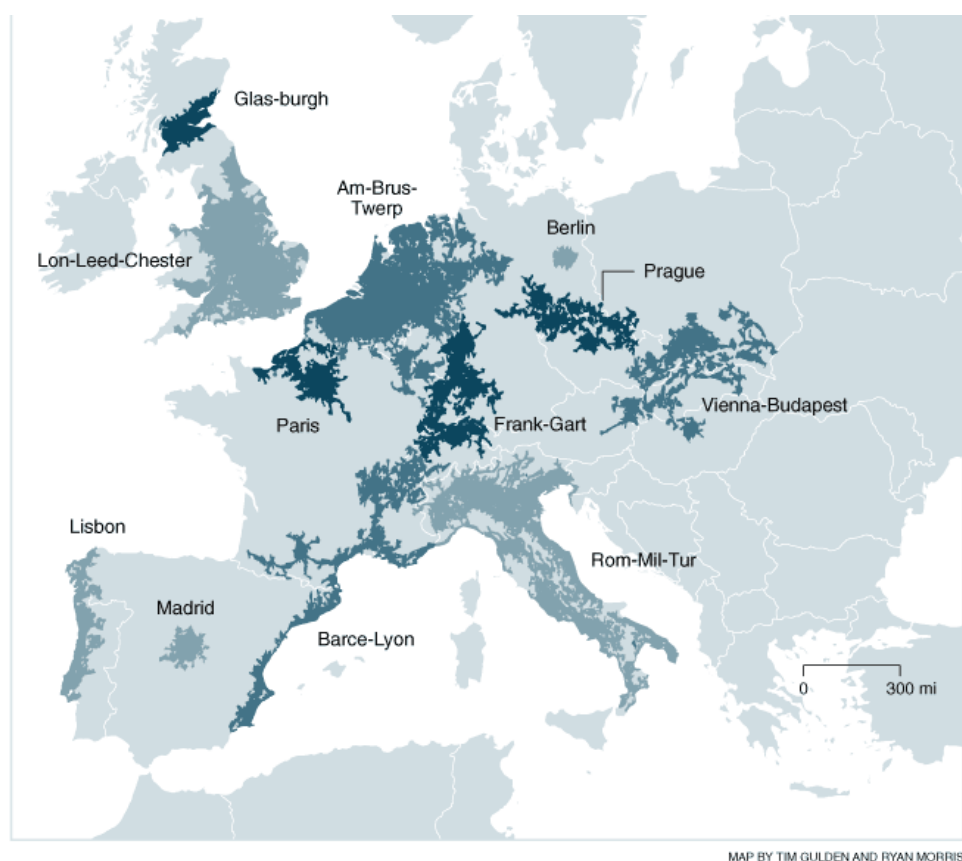 Glas-burgh
Am-Brus-
Twerp
Berlin
Lon-Leed-Chester
Prague
Vienna-Budapest
Paris
Frank-Gart
Lisbon
Rom-Mil-Tur
Madrid
Barce-Lyon
0 300 mi
MAP BY TIM GULDEN AND RYAN MORRIS